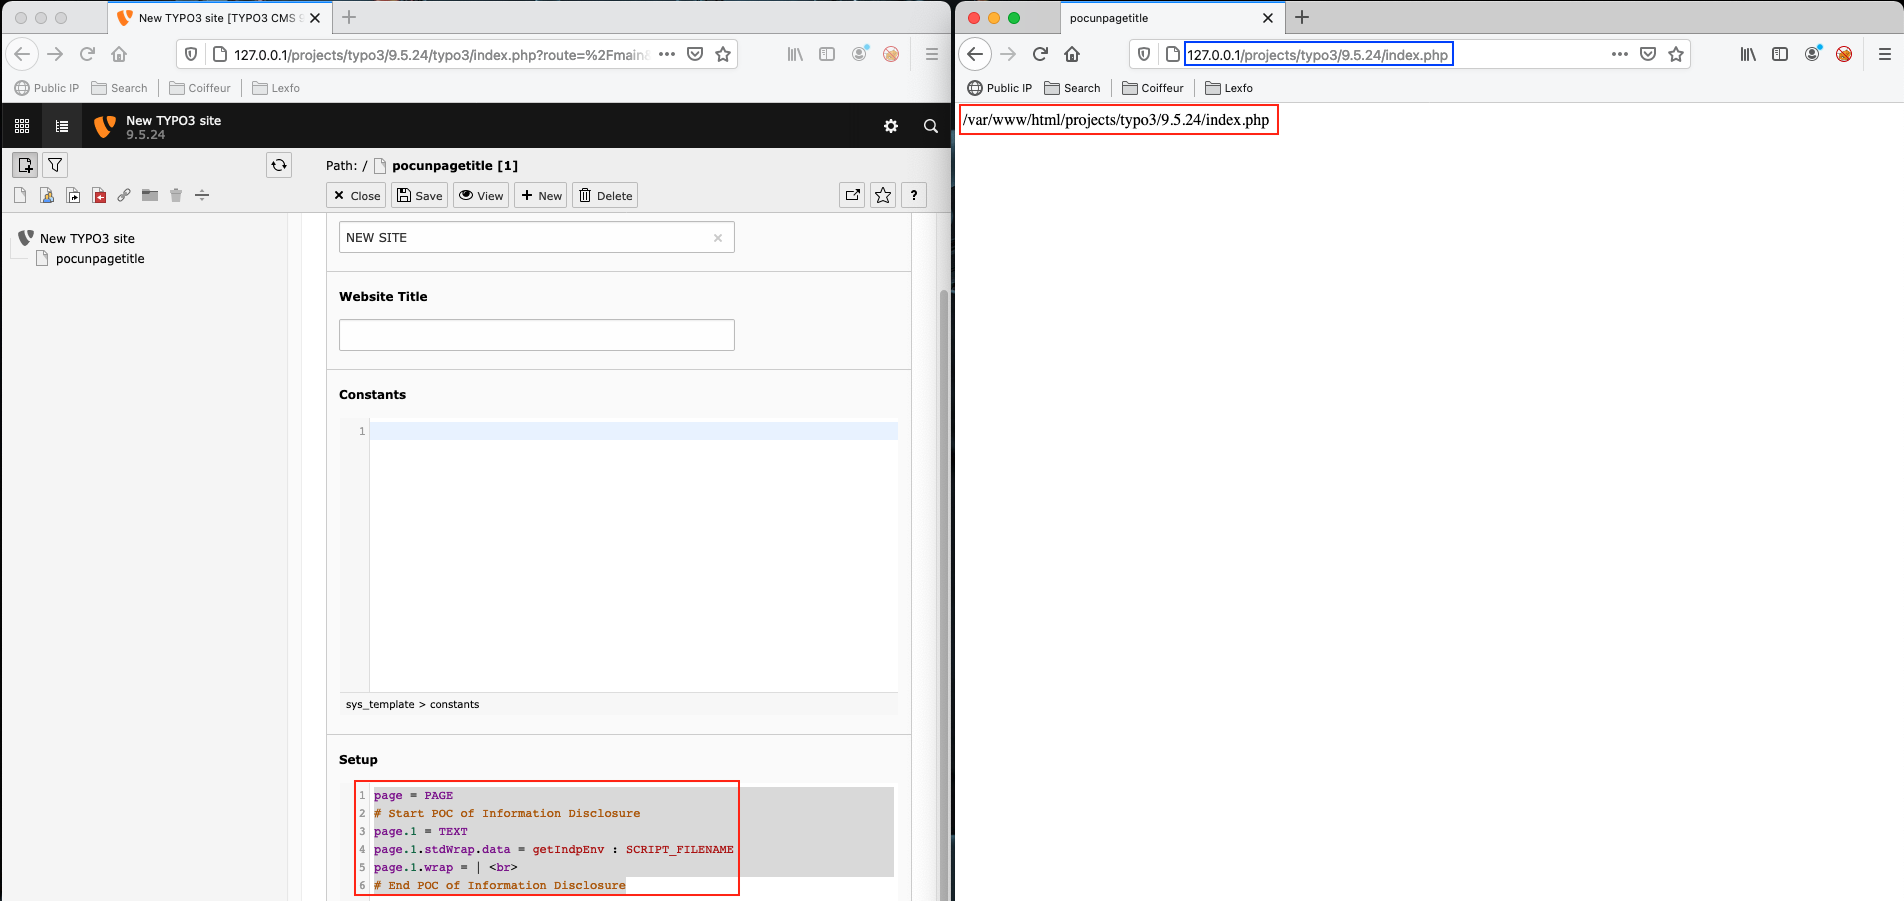 New TYPO3 site [TYPO3 CMS 9
127.0.0.1/projects/typo3/9.5.24/typo3/index.php?route=%2Fmain&
Public IP Search Coiffeur Lexfo
New TYPO3 site
9.5.24
Path: / pocunpagetitle [1]
Close Save View New Delete ?
New TYPO3 site
pocunpagetitle
NEW SITE
Website Title
Constants
1
sys_template > constants
Setup
1 page = PAGE
2 # Start POC of Information Disclosure
3 page.1 = TEXT
4 page.1.stdWrap.data = getIndpEnv : SCRIPT_FILENAME
5 page.1.wrap = | <br>
6 # End POC of Information Disclosure
pocunpagetitle
127.0.0.1/projects/typo3/9.5.24/index.php
Public IP Search Coiffeur Lexfo
/var/www/html/projects/typo3/9.5.24/index.php